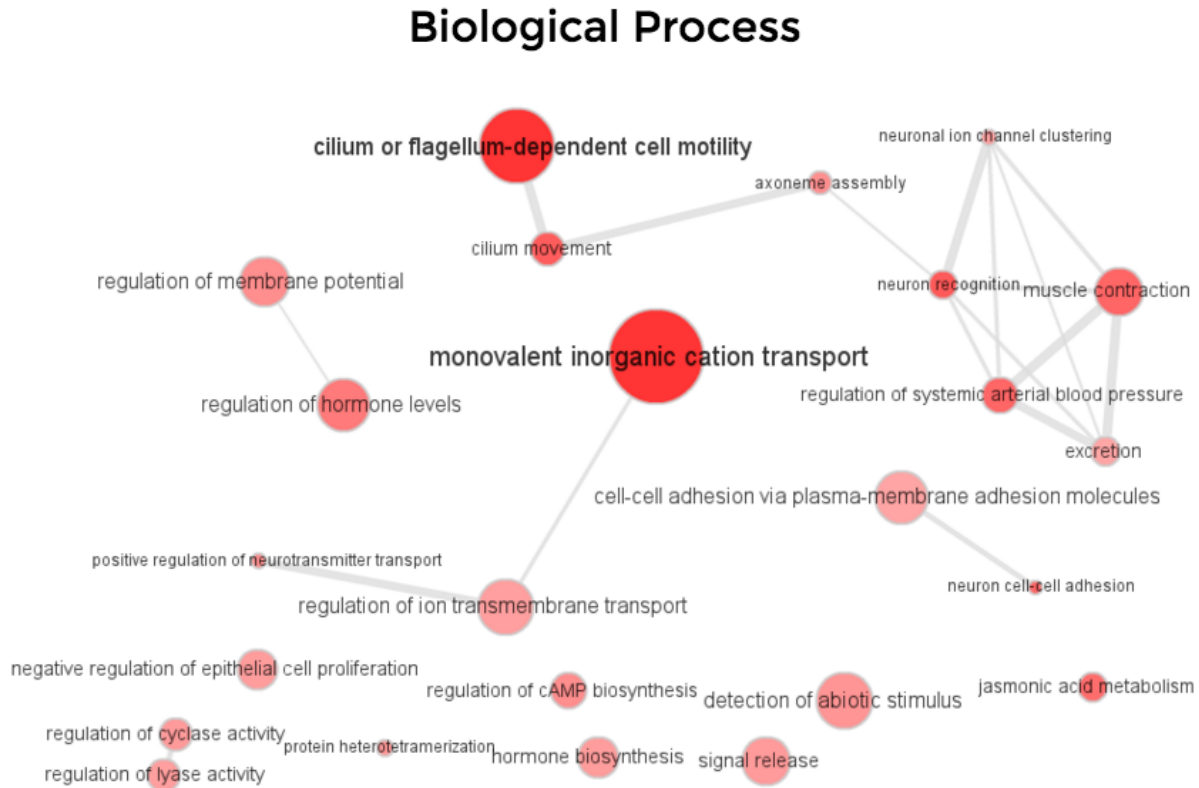 Biological Process
cilium or flagellum-dependent cell motility
neuronal ion channel clustering
axoneme assembly
cilium movement
regulation of membrane potential
neuron recognition
muscle contraction
monovalent inorganic cation transport
regulation of hormone levels
regulation of systemic arterial blood pressure
excretion
cell-cell adhesion via plasma-membrane adhesion molecules
positive regulation of neurotransmitter transport
neuron cell-cell adhesion
regulation of ion transmembrane transport
negative regulation of epithelial cell proliferation
regulation of cAMP biosynthesis
detection of abiotic stimulus
jasmonic acid metabolism
regulation of cyclase activity
protein heterotetramerization
hormone biosynthesis
signal release
regulation of lyase activity